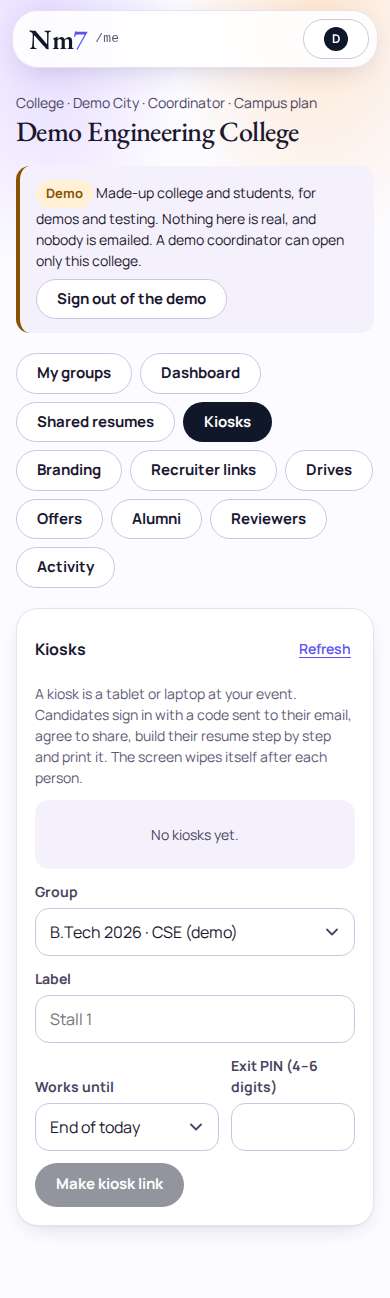 Nm7 /me
D
College · Demo City · Coordinator · Campus plan
Demo Engineering College
Demo Made-up college and students, for
demos and testing. Nothing here is real, and
nobody is emailed. A demo coordinator can open
only this college.
Sign out of the demo
My groups
Dashboard
Shared resumes
Kiosks
Branding
Recruiter links
Drives
Offers
Alumni
Reviewers
Activity
Kiosks
Refresh
A kiosk is a tablet or laptop at your event.
Candidates sign in with a code sent to their email,
agree to share, build their resume step by step
and print it. The screen wipes itself after each
person.
No kiosks yet.
Group
B.Tech 2026 · CSE (demo)
Label
Stall 1
Works until
Exit PIN (4–6
digits)
End of today
Make kiosk link